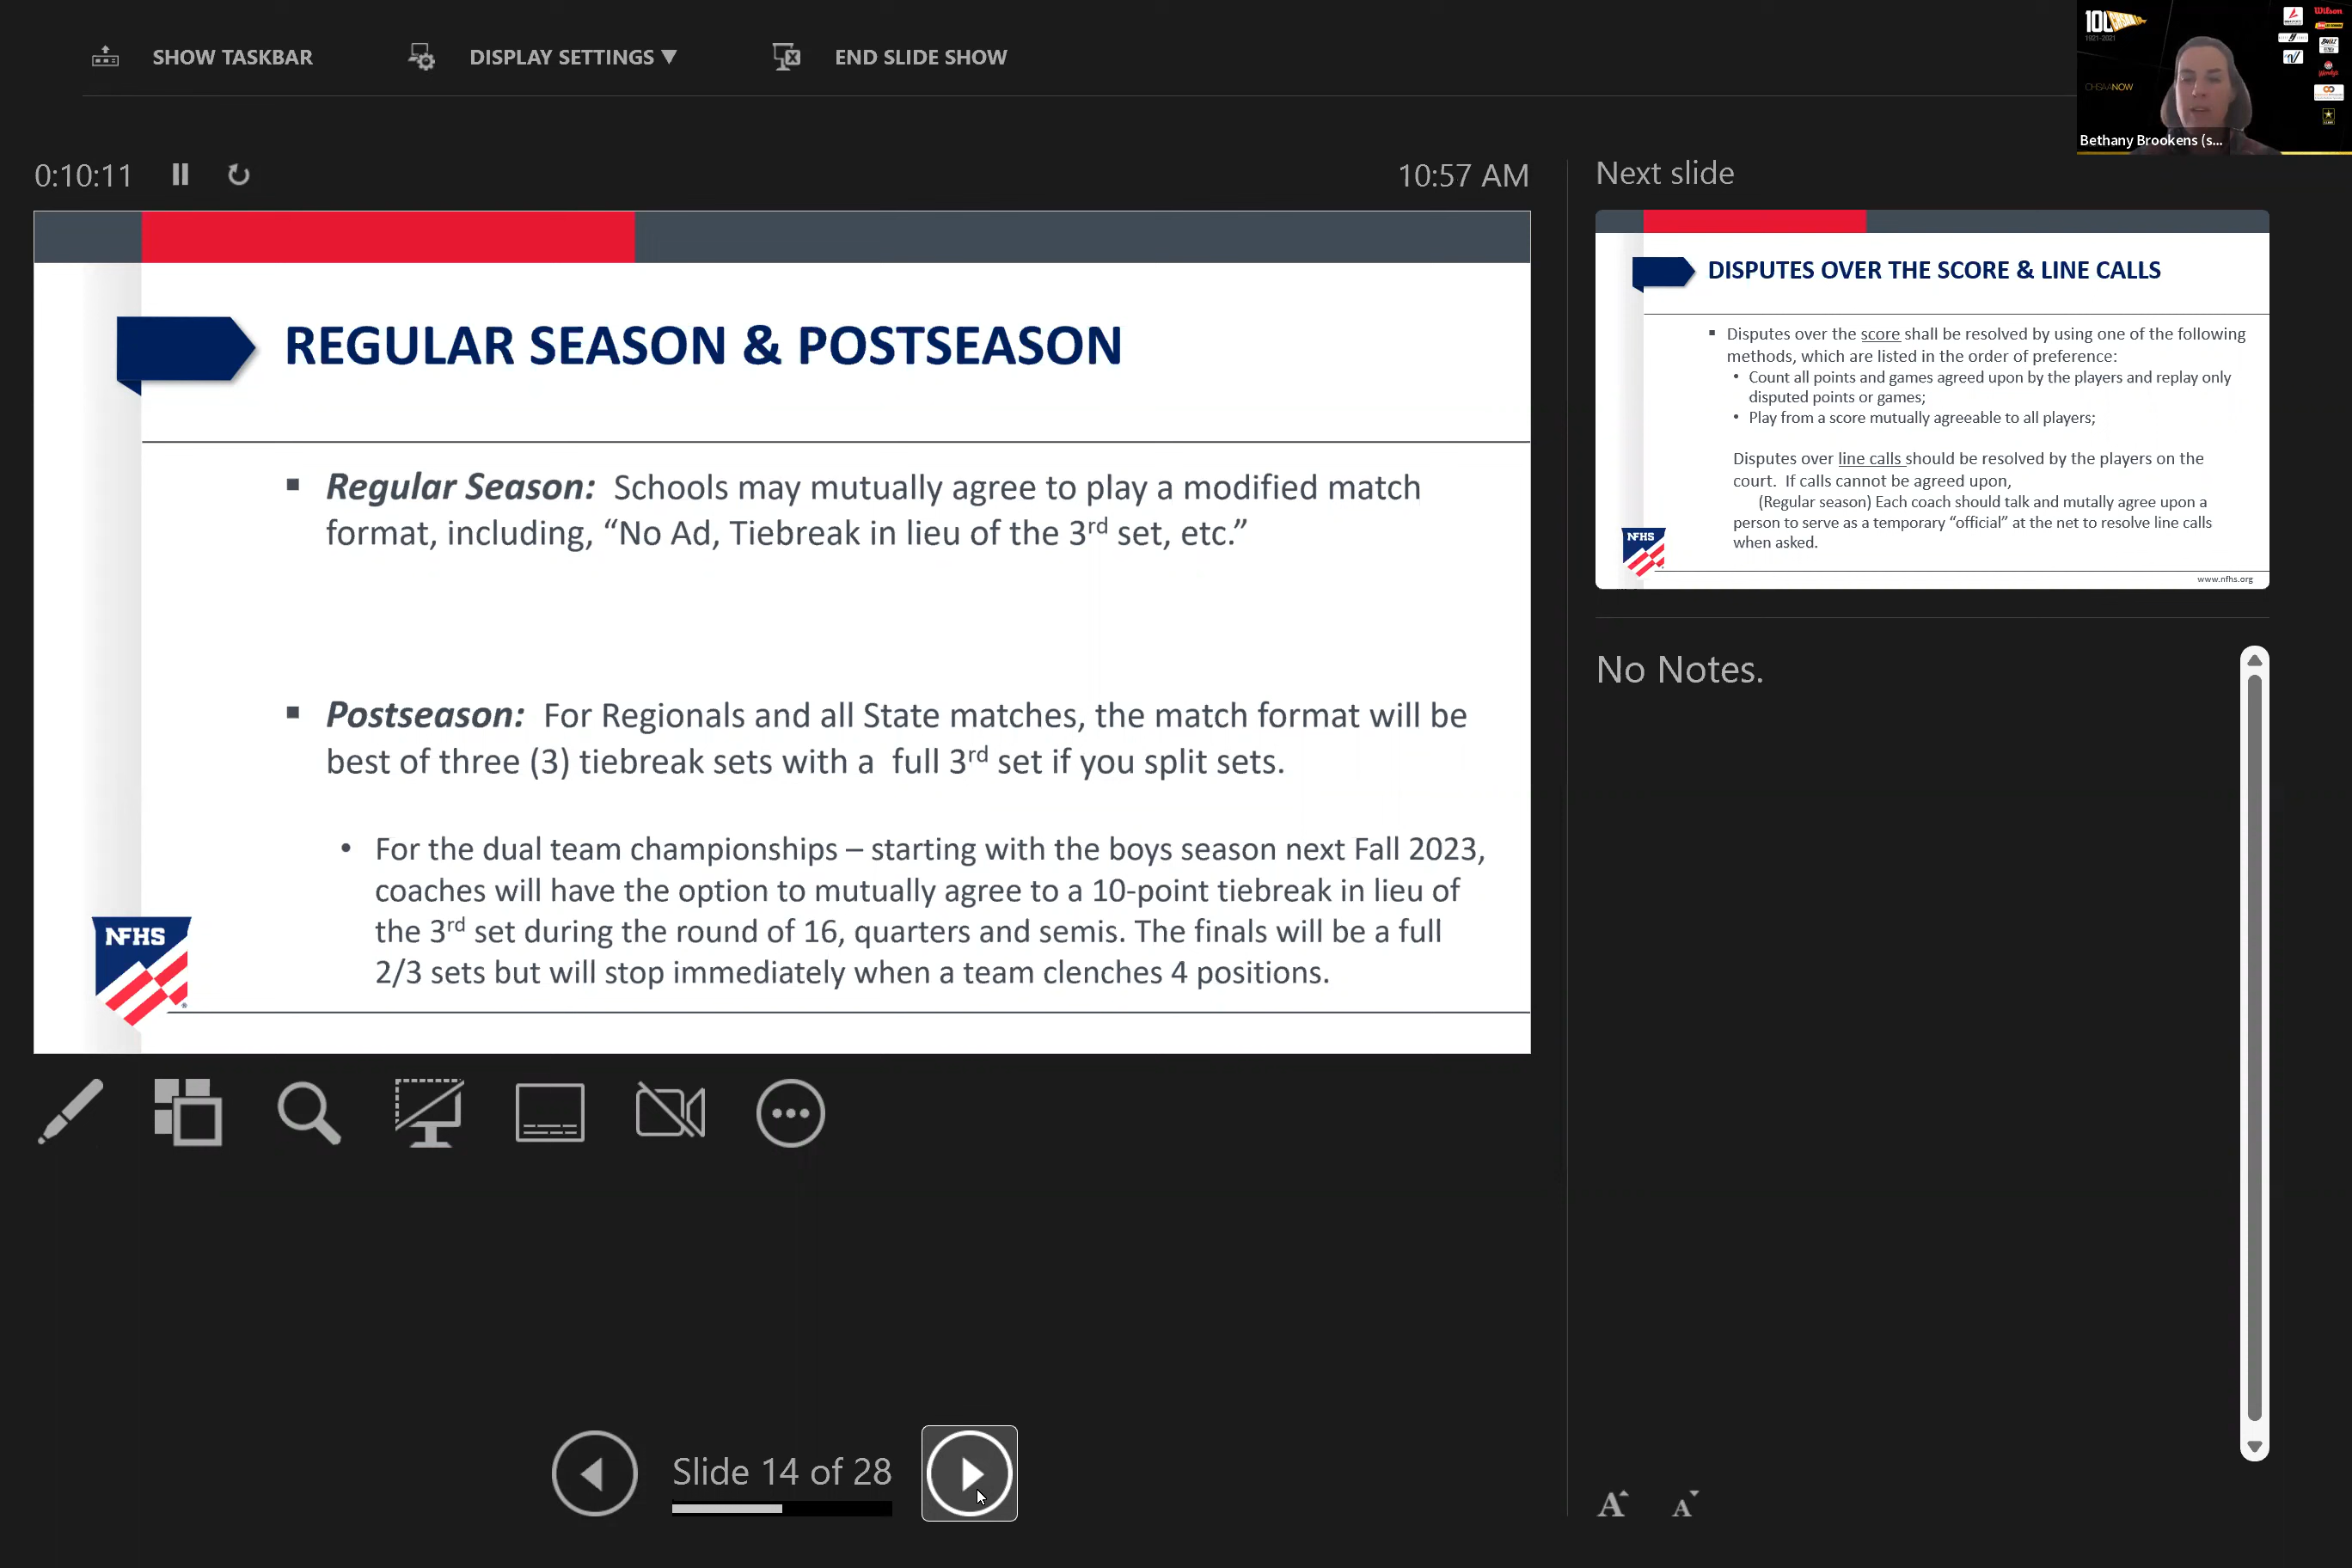 SHOW TASKBAR
DISPLAY SETTINGS ▼
END SLIDE SHOW
1921-2021
CHSAANOW
Wilson
Wendy's
Bethany Brookens (s...
0:10:11
10:57 AM
REGULAR SEASON & POSTSEASON
▪ Regular Season: Schools may mutually agree to play a modified match
format, including, “No Ad, Tiebreak in lieu of the 3rd set, etc.”
▪ Postseason: For Regionals and all State matches, the match format will be
best of three (3) tiebreak sets with a full 3rd set if you split sets.
• For the dual team championships – starting with the boys season next Fall 2023,
coaches will have the option to mutually agree to a 10-point tiebreak in lieu of
the 3rd set during the round of 16, quarters and semis. The finals will be a full
2/3 sets but will stop immediately when a team clenches 4 positions.
NFHS
Slide 14 of 28
Next slide
DISPUTES OVER THE SCORE & LINE CALLS
▪ Disputes over the score shall be resolved by using one of the following
methods, which are listed in the order of preference:
• Count all points and games agreed upon by the players and replay only
disputed points or games;
• Play from a score mutually agreeable to all players;
Disputes over line calls should be resolved by the players on the
court. If calls cannot be agreed upon,
(Regular season) Each coach should talk and mutally agree upon a
person to serve as a temporary “official” at the net to resolve line calls
when asked.
NFHS
www.nfhs.org
No Notes.
A A